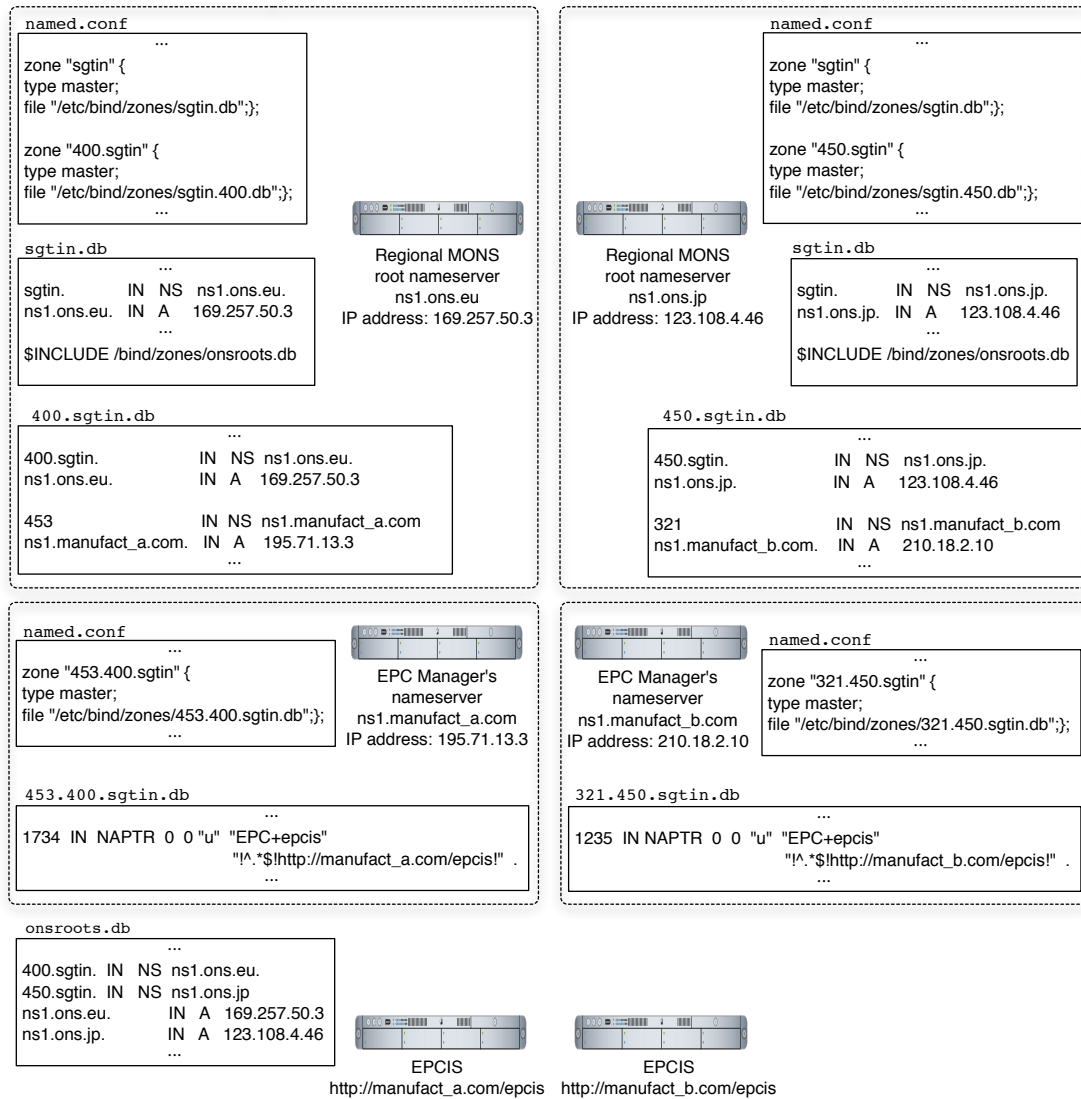 named.conf
...
zone "sgtin" {
type master;
file "/etc/bind/zones/sgtin.db";};
zone "400.sgtin" {
type master;
file "/etc/bind/zones/sgtin.400.db";};
...
Regional MONS
root nameserver
ns1.ons.eu
IP address: 169.257.50.3
sgtin.db
...
sgtin. IN NS ns1.ons.eu.
ns1.ons.eu. IN A 169.257.50.3
...
$INCLUDE /bind/zones/onsroots.db
400.sgtin.db
...
400.sgtin. IN NS ns1.ons.eu.
ns1.ons.eu. IN A 169.257.50.3
453 IN NS ns1.manufact_a.com
ns1.manufact_a.com. IN A 195.71.13.3
...
named.conf
...
zone "sgtin" {
type master;
file "/etc/bind/zones/sgtin.db";};
zone "450.sgtin" {
type master;
file "/etc/bind/zones/sgtin.450.db";};
...
Regional MONS
root nameserver
ns1.ons.jp
IP address: 123.108.4.46
sgtin.db
...
sgtin. IN NS ns1.ons.jp.
ns1.ons.jp. IN A 123.108.4.46
...
$INCLUDE /bind/zones/onsroots.db
450.sgtin.db
...
450.sgtin. IN NS ns1.ons.jp.
ns1.ons.jp. IN A 123.108.4.46
321 IN NS ns1.manufact_b.com
ns1.manufact_b.com. IN A 210.18.2.10
...
named.conf
...
zone "453.400.sgtin" {
type master;
file "/etc/bind/zones/453.400.sgtin.db";};
...
EPC Manager's
nameserver
ns1.manufact_a.com
IP address: 195.71.13.3
453.400.sgtin.db
...
1734 IN NAPTR 0 0 "u" "EPC+epcis"
"!^.*$!http://manufact_a.com/epcis!" .
...
EPC Manager's
nameserver
ns1.manufact_b.com
IP address: 210.18.2.10
named.conf
...
zone "321.450.sgtin" {
type master;
file "/etc/bind/zones/321.450.sgtin.db";};
...
321.450.sgtin.db
...
1235 IN NAPTR 0 0 "u" "EPC+epcis"
"!^.*$!http://manufact_b.com/epcis!" .
...
onsroots.db
...
400.sgtin. IN NS ns1.ons.eu.
450.sgtin. IN NS ns1.ons.jp
ns1.ons.eu. IN A 169.257.50.3
ns1.ons.jp. IN A 123.108.4.46
...
EPCIS
http://manufact_a.com/epcis
EPCIS
http://manufact_b.com/epcis